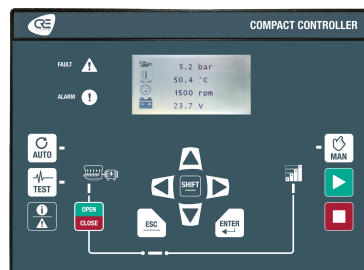 CRE
COMPACT CONTROLLER
FAULT
ALARM
5.2 bar
50.4 °C
1500 rpm
23.7 V
AUTO
MAN
TEST
SHIFT
OPEN
CLOSE
ESC
ENTER